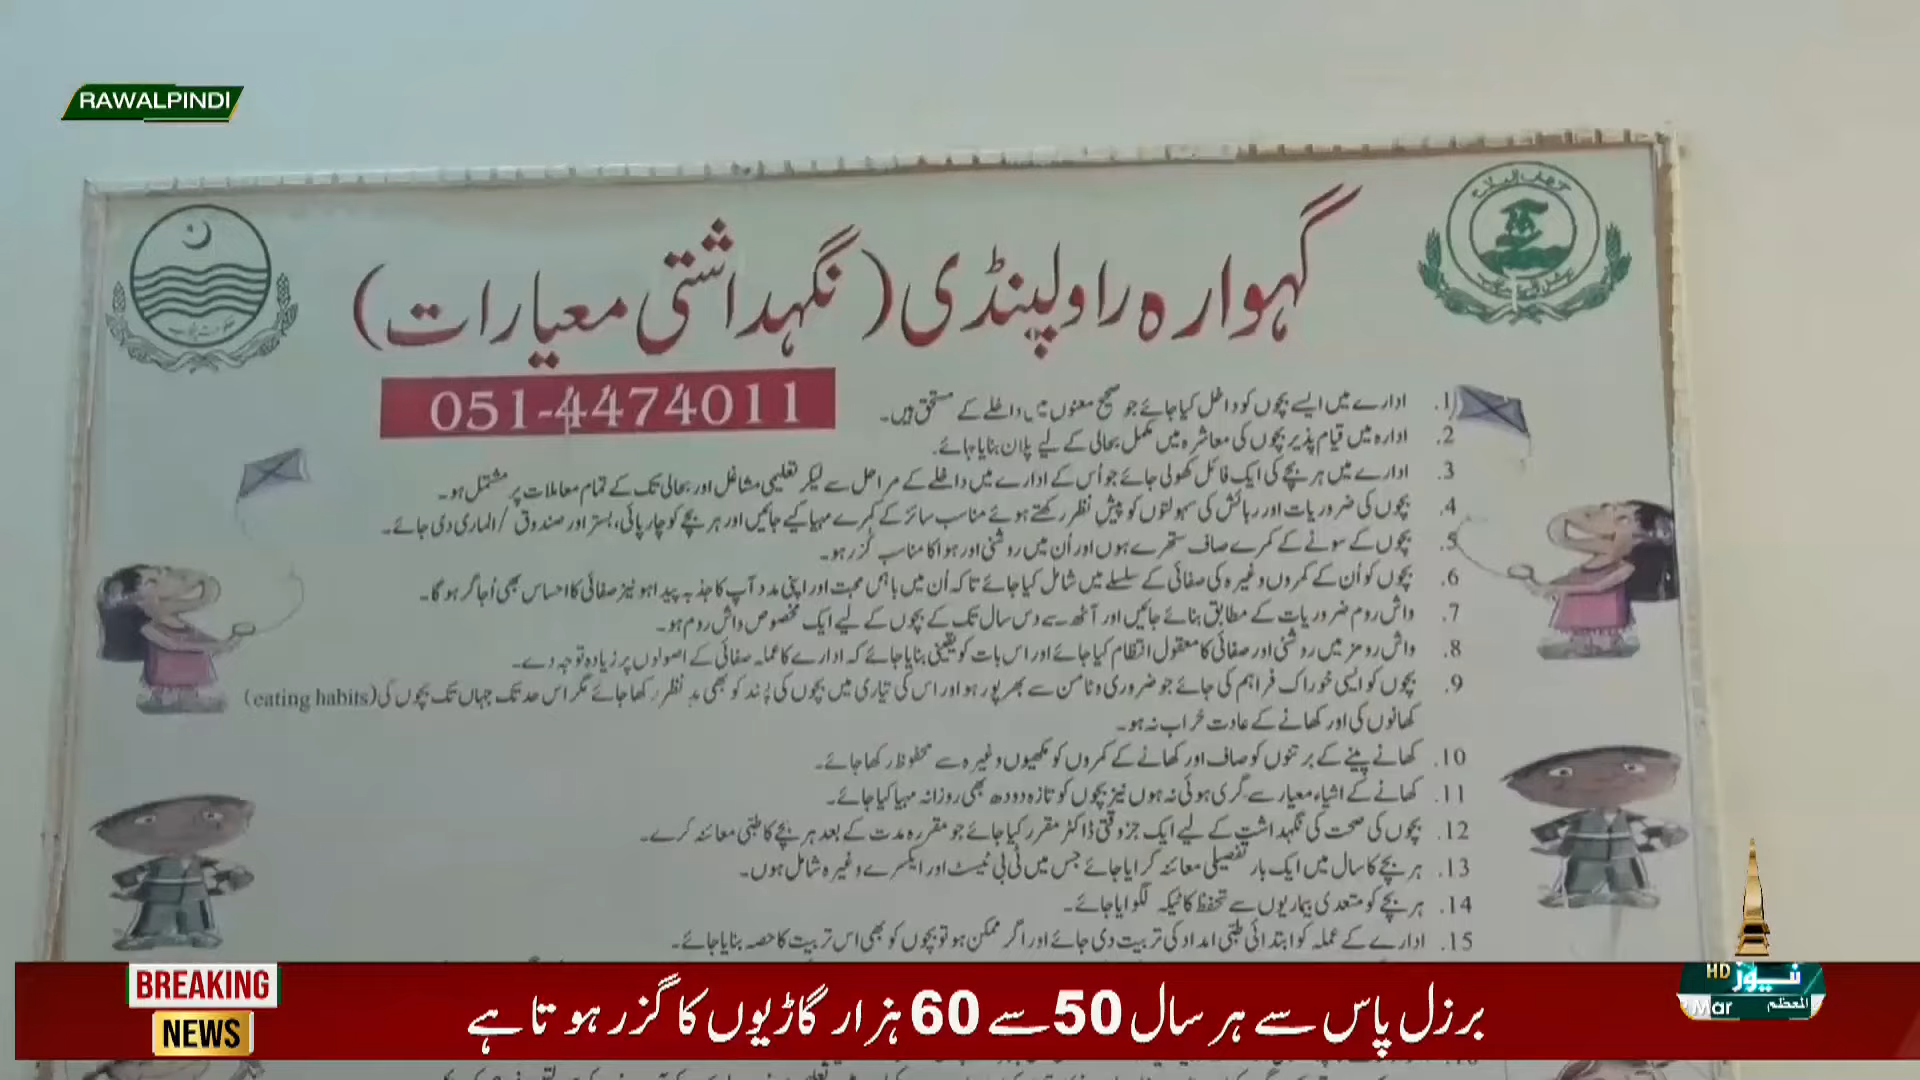 RAWALPINDI
گہوارہ راولپنڈی (نگہداشتی معیارات)
051-4474011
1. ادارے میں ایسے بچوں کو داخل کیا جائے جو صحیح معنوں میں داخلے کے مستحق ہیں۔
2. ادارہ میں قیام پذیر بچوں کی معاشرہ میں مکمل بحالی کے لیے پلان بنایا جائے۔
3. ادارے میں ہر بچے کی ایک فائل کھولی جائے جو اُس کے ادارے میں داخلے کے مراحل سے لیکر تعلیمی مشاغل اور بحالی تک کے تمام معاملات پر مشتمل ہو۔
4. بچوں کی ضروریات اور رہائش کی سہولتوں کو پیش نظر رکھتے ہوئے مناسب سائز کے کمرے مہیا کیے جائیں اور ہر بچے کو چارپائی، بستر اور صندوق / الماری دی جائے۔
5. بچوں کے سونے کے کمرے صاف ستھرے ہوں اور اُن میں روشنی اور ہوا کا مناسب گزر ہو۔
6. بچوں کو اُن کے کمروں وغیرہ کی صفائی کے سلسلے میں شامل کیا جائے تاکہ اُن میں باہمی محبت اور اپنی مدد آپ کا جذبہ پیدا ہو نیز صفائی کا احساس بھی اُجاگر ہو گا۔
7. واش روم ضروریات کے مطابق بنائے جائیں اور آٹھ سے دس سال تک کے بچوں کے لیے ایک مخصوص واش روم ہو۔
8. واش رومز میں روشنی اور صفائی کا معقول انتظام کیا جائے اور اس بات کو یقینی بنایا جائے کہ ادارے کا عملہ صفائی کے اصولوں پر زیادہ توجہ دے۔
9. بچوں کو ایسی خوراک فراہم کی جائے جو ضروری وٹامن سے بھرپور ہو اور اس کی تیاری میں بچوں کی پسند کو بھی مدِ نظر رکھا جائے مگر اس حد تک جہاں تک بچوں کی (eating habits)
کھانوں کی اور کھانے کے عادت خراب نہ ہو۔
10. کھانے پینے کے برتنوں کو صاف اور کھانے کے کمروں کو مکھیوں وغیرہ سے محفوظ رکھا جائے۔
11. کھانے کے اشیاء معیار سے گری ہوئی نہ ہوں نیز بچوں کو تازہ دودھ بھی روزانہ مہیا کیا جائے۔
12. بچوں کی صحت کی نگہداشت کے لیے ایک جزوقتی ڈاکٹر مقرر کیا جائے جو مقررہ مدت کے بعد ہر بچے کا طبی معائنہ کرے۔
13. ہر بچے کا سال میں ایک بار تفصیلی معائنہ کرایا جائے جس میں ٹی بی ٹیسٹ اور ایکسرے وغیرہ شامل ہوں۔
14. ہر بچے کو متعدی بیماریوں سے تحفظ کا ٹیکہ لگوایا جائے۔
15. ادارے کے عملہ کو ابتدائی طبی امداد کی تربیت دی جائے اور اگر ممکن ہو تو بچوں کو بھی اس تربیت کا حصہ بنایا جائے۔
BREAKING
NEWS
برزل پاس سے ہر سال 50 سے 60 ہزار گاڑیوں کا گزر ہوتا ہے
نیوز HD
المعظم Mar